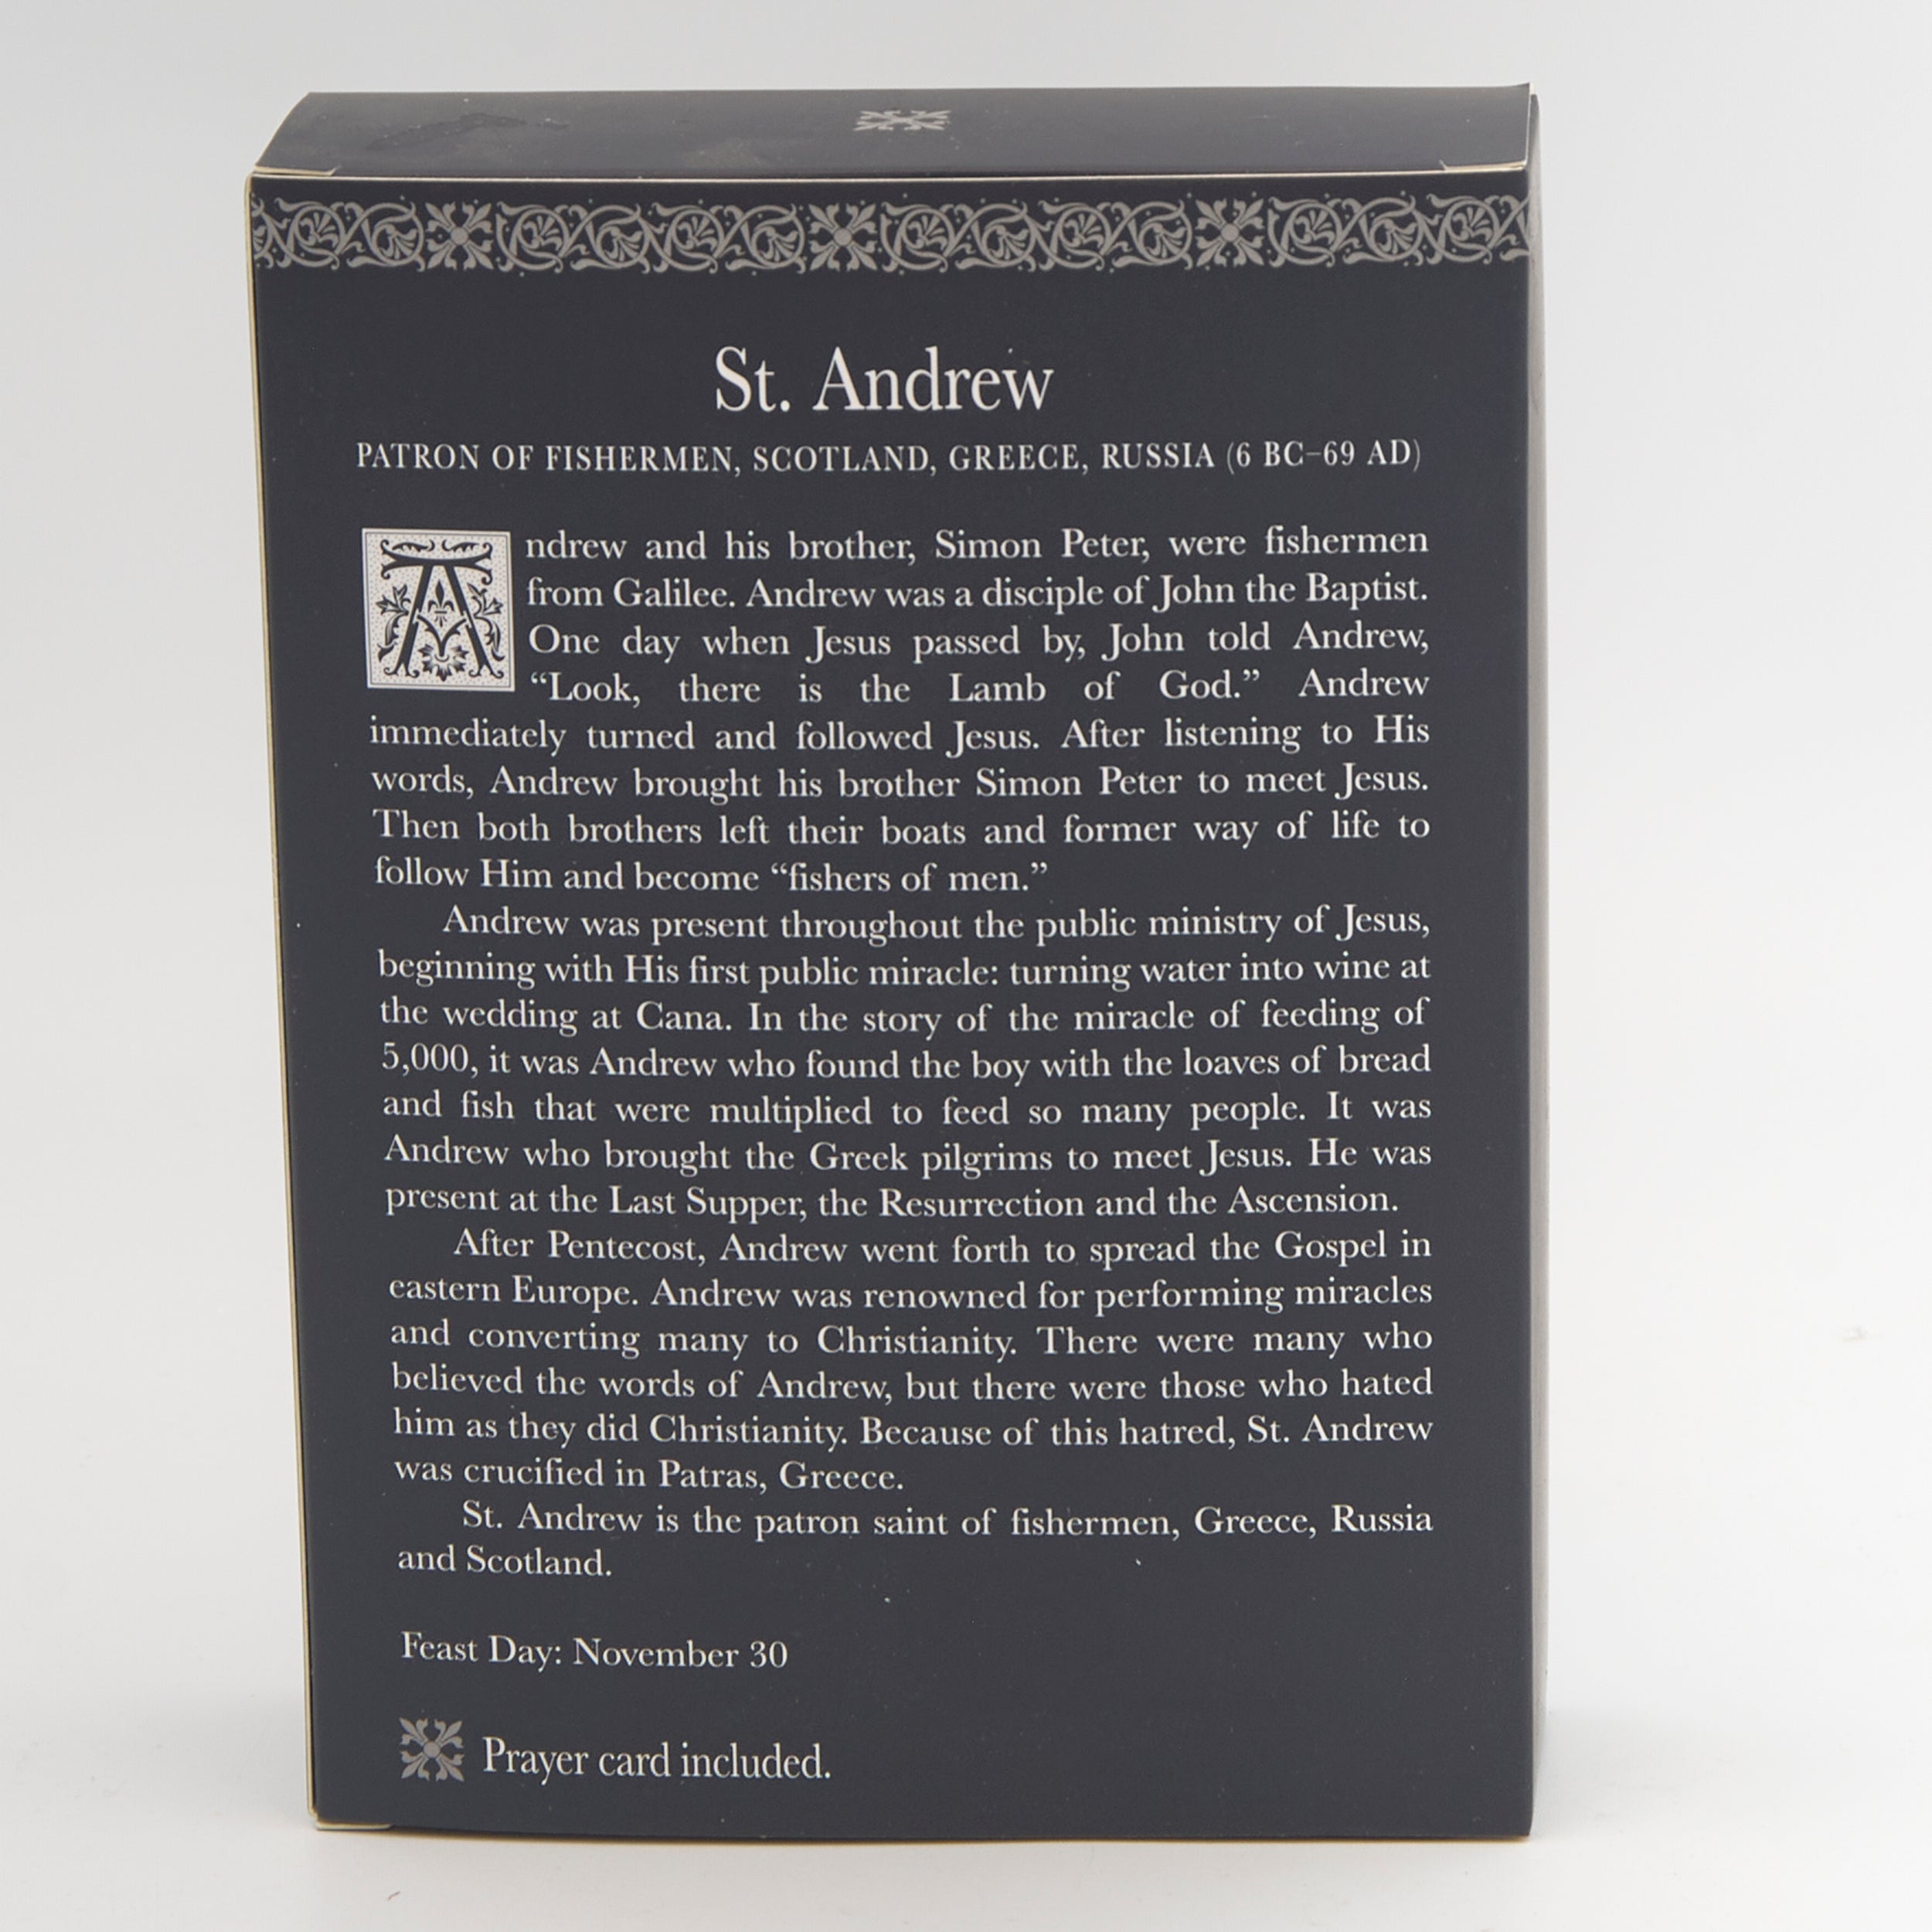 St. Andrew
PATRON OF FISHERMEN, SCOTLAND, GREECE, RUSSIA (6 BC–69 AD)
Andrew and his brother, Simon Peter, were fishermen
from Galilee. Andrew was a disciple of John the Baptist.
One day when Jesus passed by, John told Andrew,
“Look, there is the Lamb of God.” Andrew
immediately turned and followed Jesus. After listening to His
words, Andrew brought his brother Simon Peter to meet Jesus.
Then both brothers left their boats and former way of life to
follow Him and become “fishers of men.”
Andrew was present throughout the public ministry of Jesus,
beginning with His first public miracle: turning water into wine at
the wedding at Cana. In the story of the miracle of feeding of
5,000, it was Andrew who found the boy with the loaves of bread
and fish that were multiplied to feed so many people. It was
Andrew who brought the Greek pilgrims to meet Jesus. He was
present at the Last Supper, the Resurrection and the Ascension.
After Pentecost, Andrew went forth to spread the Gospel in
eastern Europe. Andrew was renowned for performing miracles
and converting many to Christianity. There were many who
believed the words of Andrew, but there were those who hated
him as they did Christianity. Because of this hatred, St. Andrew
was crucified in Patras, Greece.
St. Andrew is the patron saint of fishermen, Greece, Russia
and Scotland.
Feast Day: November 30
Prayer card included.